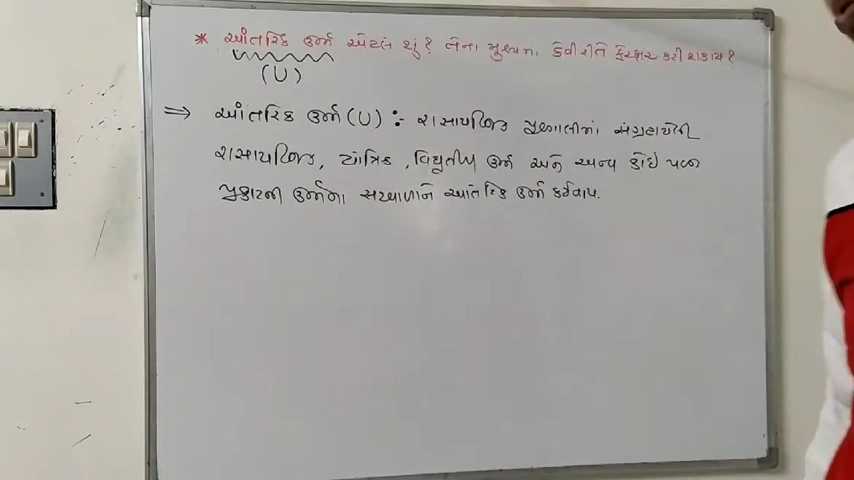 * આંતરિક ઉર્જા એટલે શું? તેના મુલ્યમાં કેવી રીતે ફેરફાર કરી શકાય?
(U)
⇒ આંતરિક ઉર્જા (U) : રાસાયણિક પ્રણાલીમાં સંગ્રહાયેલી
રાસાયણિક, યાંત્રિક, વિદ્યુતીય ઉર્જા અને અન્ય કોઈ પણ
પ્રકારની ઉર્જાના સરવાળાને આંતરિક ઉર્જા કહેવાય.